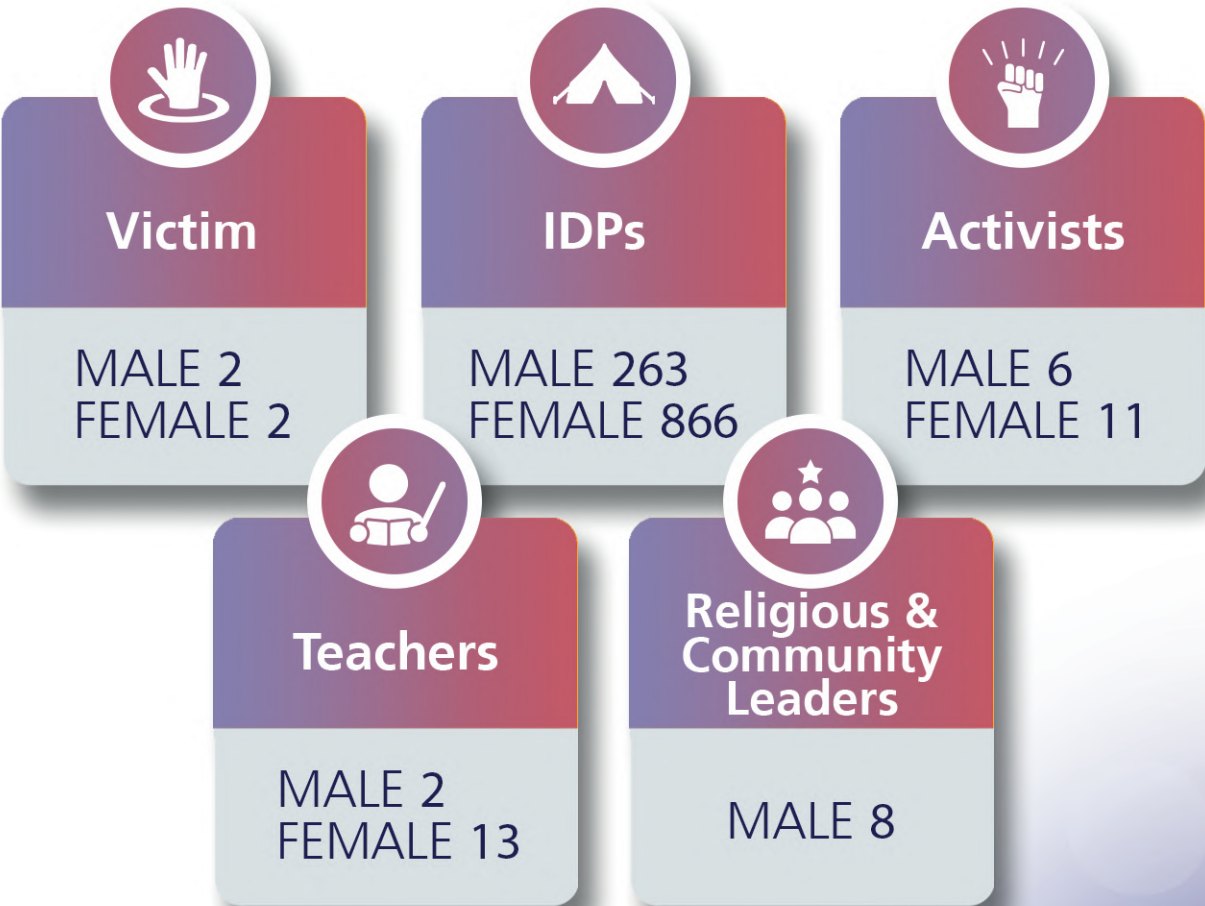 Victim
MALE 2
FEMALE 2
IDPs
MALE 263
FEMALE 866
Activists
MALE 6
FEMALE 11
Teachers
MALE 2
FEMALE 13
Religious &
Community
Leaders
MALE 8